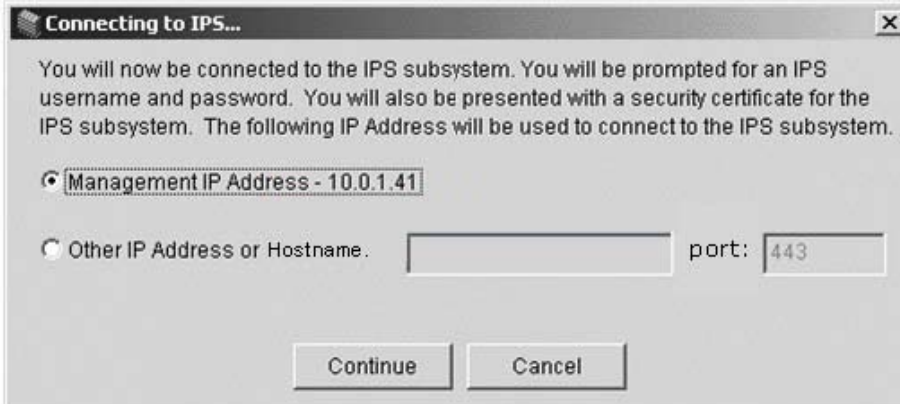 Connecting to IPS...
You will now be connected to the IPS subsystem. You will be prompted for an IPS
username and password. You will also be presented with a security certificate for the
IPS subsystem. The following IP Address will be used to connect to the IPS subsystem.
Management IP Address - 10.0.1.41
Other IP Address or Hostname. port: 443
Continue Cancel